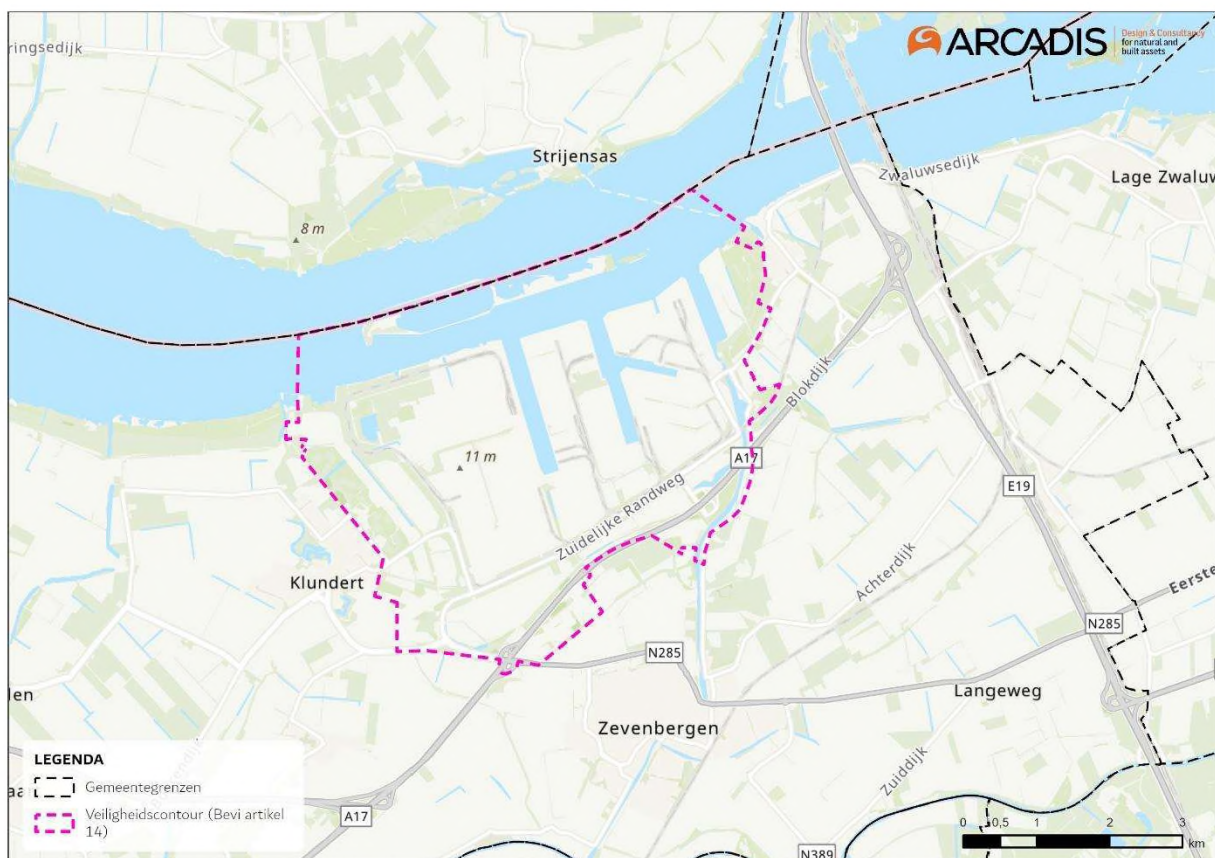 ringsedijk
ARCADIS
Design & Consultancy
for natural and
built assets
Strijensas
Zwaluwsedijk
Lage Zwaluw
8 m
Blokdijk
11 m
A17
E19
Zuidelijke Randweg
Achterdijk
Klundert
Eerste
N285
N285
Langeweg
len
Zevenbergen
Zuiddijk
LEGENDA
Gemeentegrenzen
Veiligheidscontour (Bevi artikel
14)
A17
0 0,5 1 2 3
km
N389